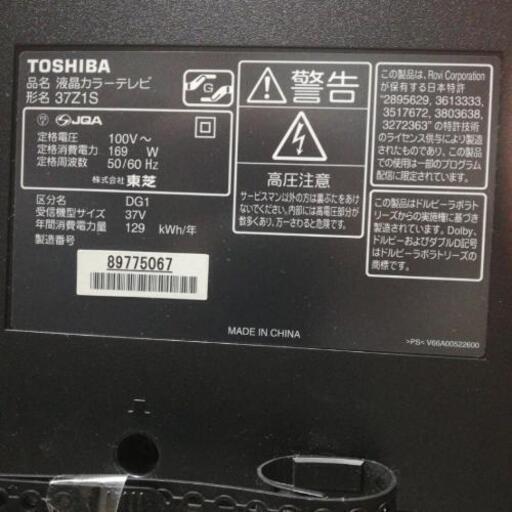 TOSHIBA
品名 液晶カラーテレビ
形名 37Z1S
G
JQA
定格電圧 100V～
定格消費電力 169 W
定格周波数 50/60 Hz
株式会社 東芝
区分名 DG1
受信機型サイズ 37V
年間消費電力量 129 kWh/年
製造番号
89775067
警告
高圧注意
サービスマン以外の方は裏ぶたをあけ
ないでください。内部には高電圧部分が
数多くあり、万一さわると危険です。
MADE IN CHINA
この製品は、Rovi Corporation
が保有する日本特許
"2895629, 3613333,
3517672, 3803638,
3272363" の特許技術
のライセンスに基づき製
造されており、この製品
での使用は一部のプログラム
配信に限定されています。
本製品はドルビーラボラト
リーズからの実施権に基づき
製造されています。Dolby、
ドルビーおよびダブルD記号
はドルビーラボラトリーズの
商標です。
>PS< V66A00522600